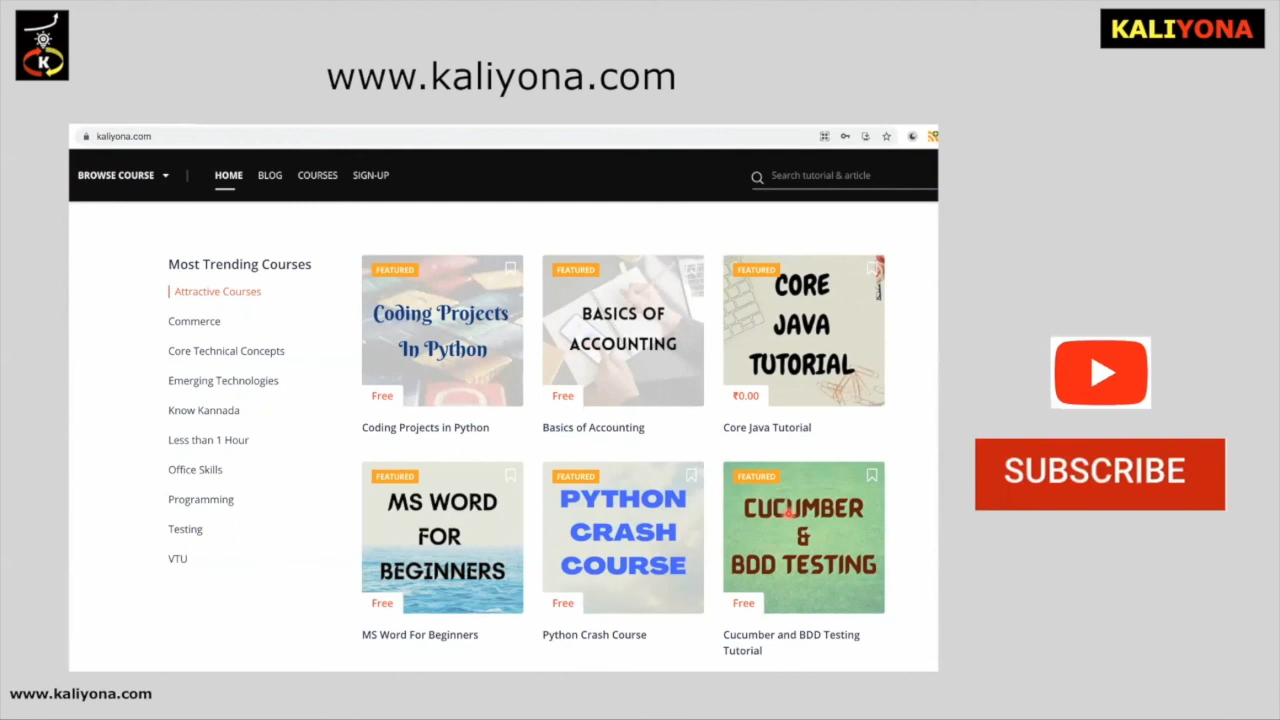 K
KALIYONA
www.kaliyona.com
kaliyona.com
BROWSE COURSE | HOME BLOG COURSES SIGN-UP Search tutorial & article
Most Trending Courses
Attractive Courses
Commerce
Core Technical Concepts
Emerging Technologies
Know Kannada
Less than 1 Hour
Office Skills
Programming
Testing
VTU
FEATURED
Coding Projects
In Python
Free
Coding Projects in Python
FEATURED
BASICS OF
ACCOUNTING
Free
Basics of Accounting
FEATURED
CORE
JAVA
TUTORIAL
₹0.00
Core Java Tutorial
FEATURED
MS WORD
FOR
BEGINNERS
Free
MS Word For Beginners
FEATURED
PYTHON
CRASH
COURSE
Free
Python Crash Course
FEATURED
CUCUMBER
&
BDD TESTING
Free
Cucumber and BDD Testing
Tutorial
SUBSCRIBE
www.kaliyona.com